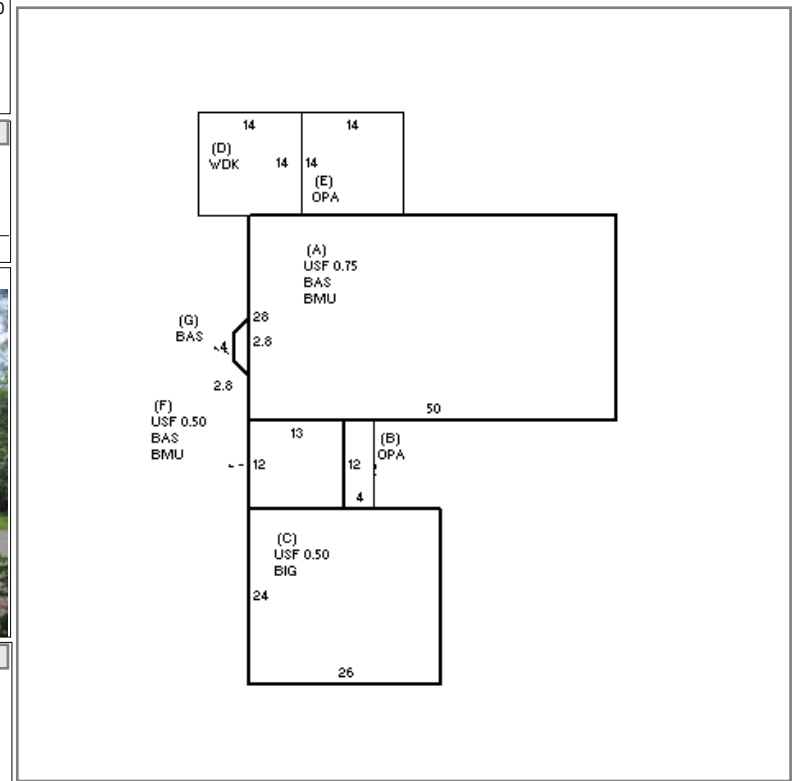 14
14
(D)
WDK
14
14
(E)
OPA
(A)
USF 0.75
BAS
BMU
28
(G)
BAS
4
2.8
2.8
(F)
USF 0.50
BAS
BMU
50
13
(B)
OPA
12
12
4
(C)
USF 0.50
BIG
24
26